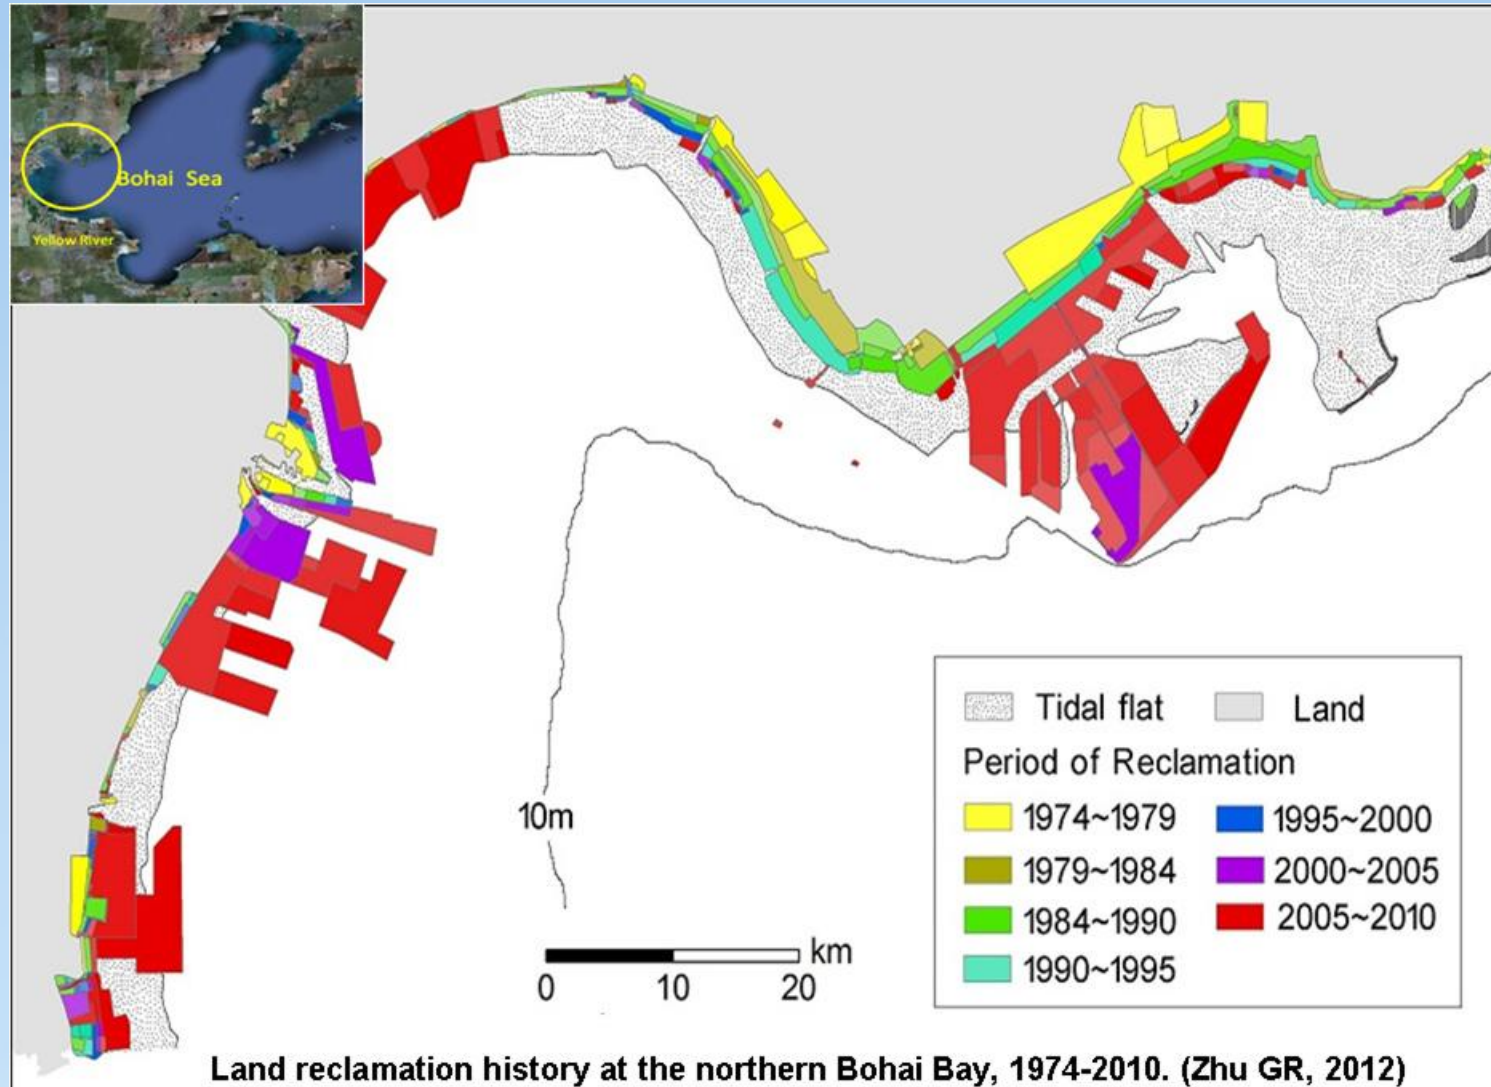 Bohai Sea
Yellow River
10m
km
0 10 20
Tidal flat Land
Period of Reclamation
1974~1979 1995~2000
1979~1984 2000~2005
1984~1990 2005~2010
1990~1995
Land reclamation history at the northern Bohai Bay, 1974-2010. (Zhu GR, 2012)